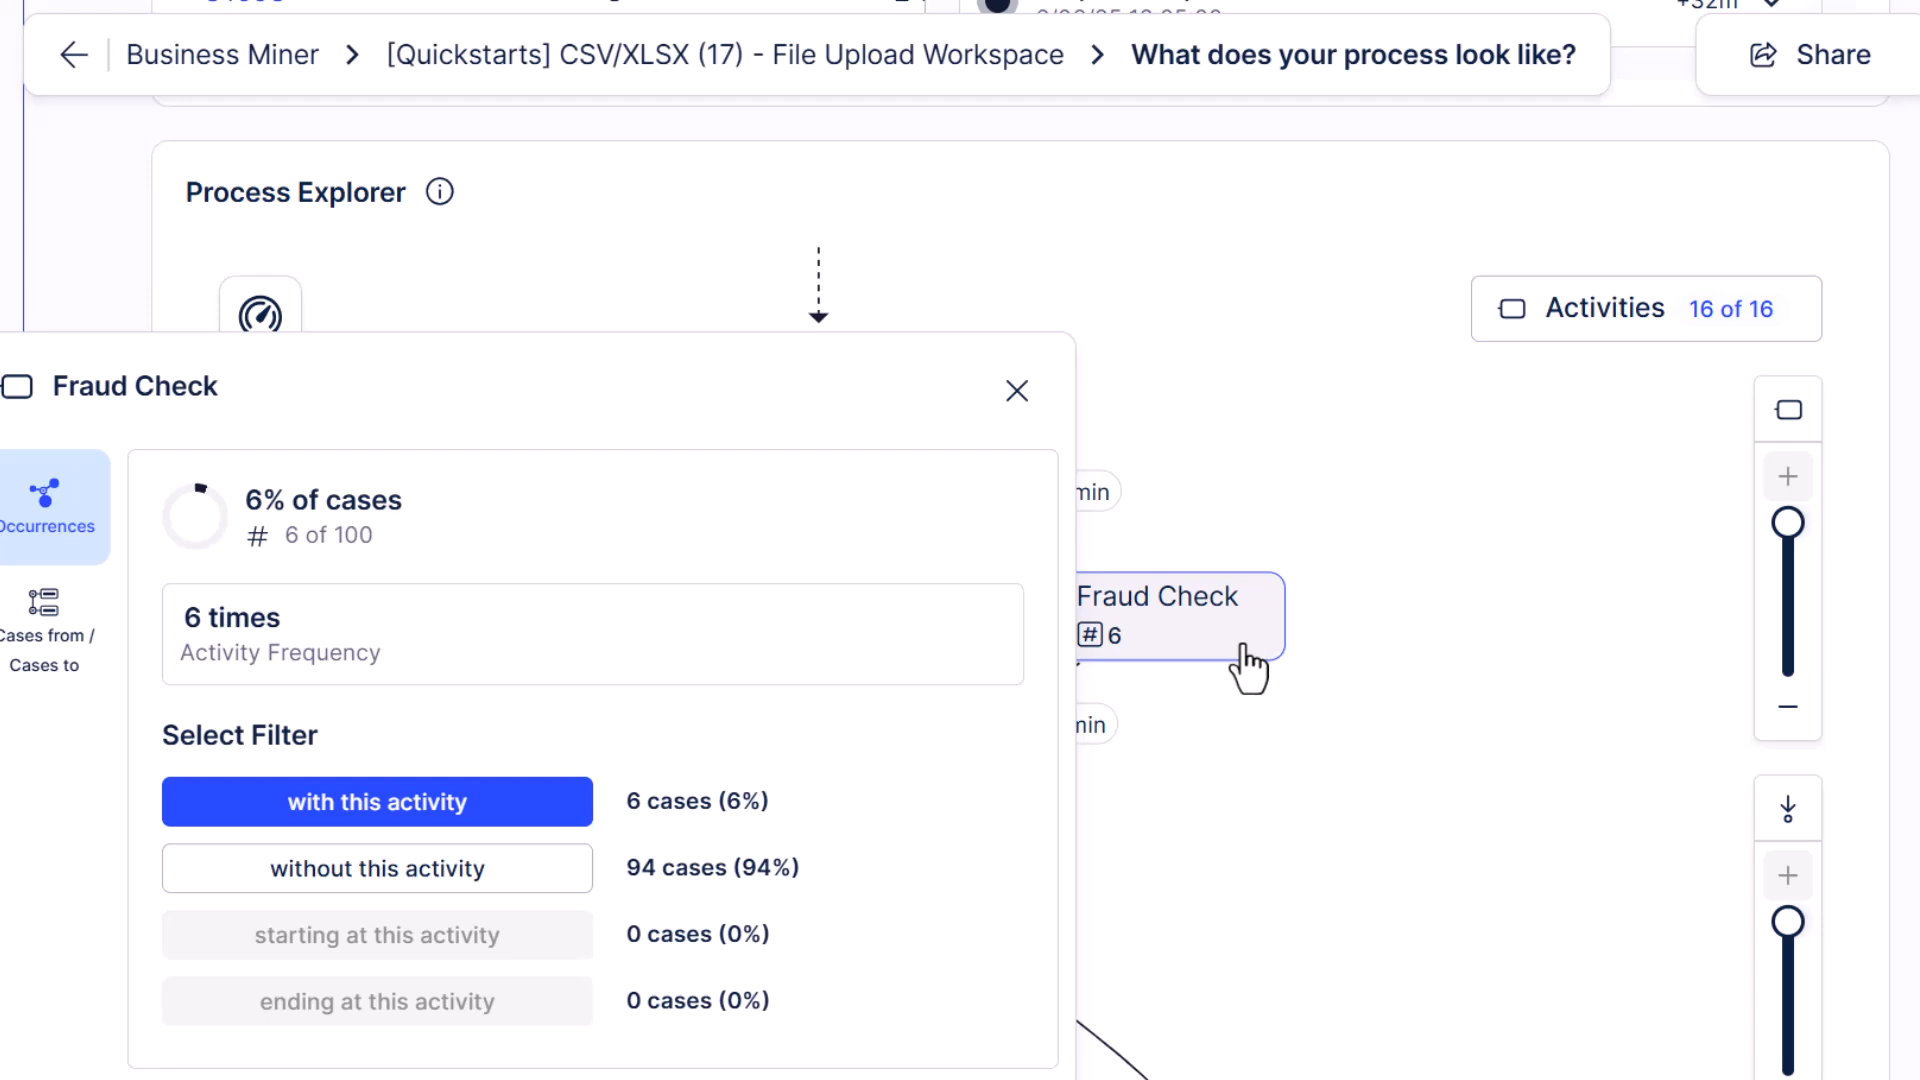 +32m
Business Miner
[Quickstarts] CSV/XLSX (17) - File Upload Workspace
What does your process look like?
Share
Process Explorer
Activities 16 of 16
Fraud Check
Occurrences
Cases from /
Cases to
6% of cases
# 6 of 100
6 times
Activity Frequency
Select Filter
with this activity 6 cases (6%)
without this activity 94 cases (94%)
starting at this activity 0 cases (0%)
ending at this activity 0 cases (0%)
min
Fraud Check
# 6
min